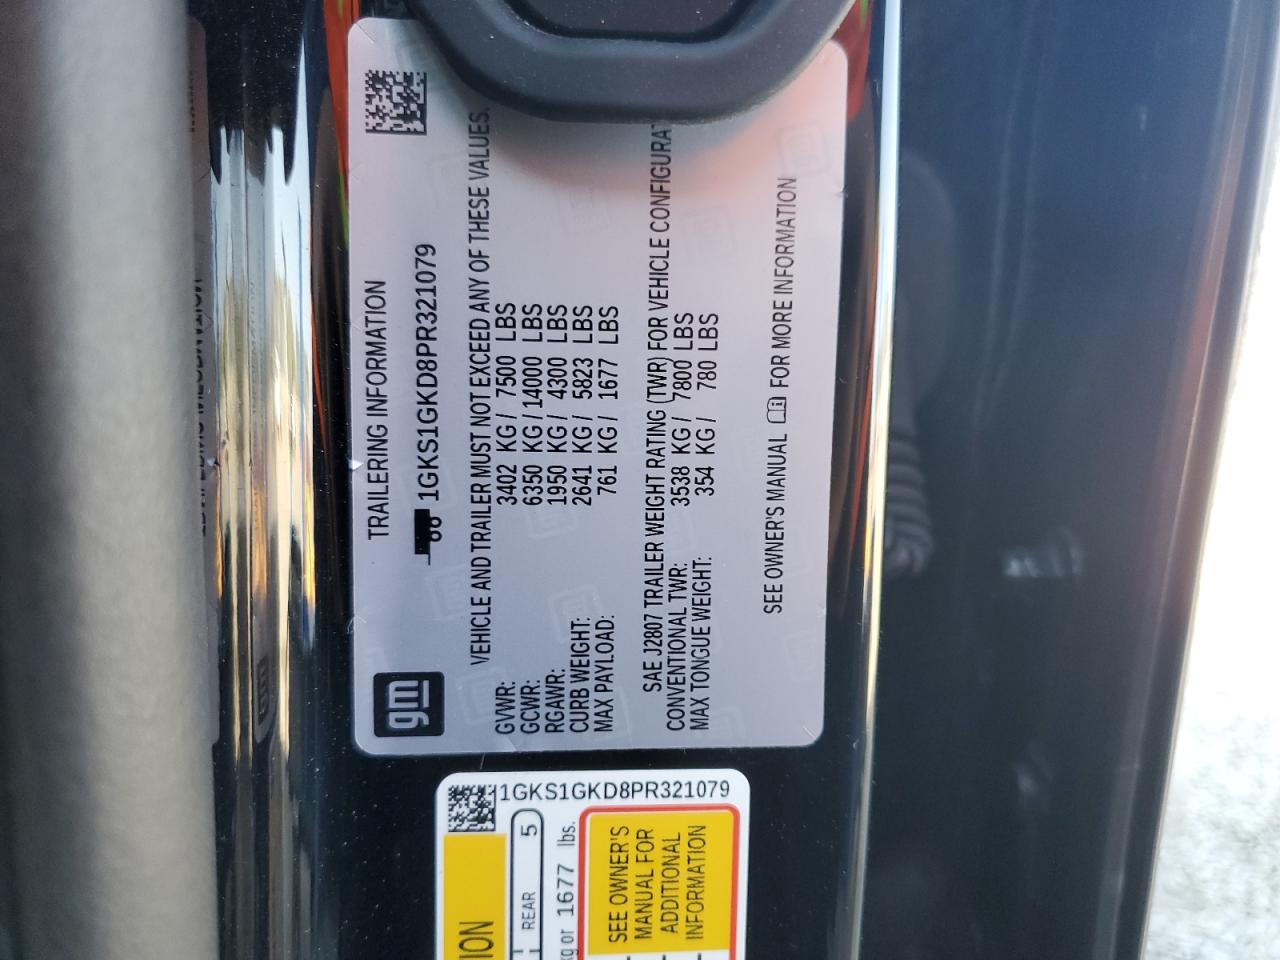 gm
TRAILERING INFORMATION
1GKS1GKD8PR321079
VEHICLE AND TRAILER MUST NOT EXCEED ANY OF THESE VALUES.
GVWR: 3402 KG / 7500 LBS
GCWR: 6350 KG / 14000 LBS
RGAWR: 1950 KG / 4300 LBS
CURB WEIGHT: 2641 KG / 5823 LBS
MAX PAYLOAD: 761 KG / 1677 LBS
SAE J2807 TRAILER WEIGHT RATING (TWR) FOR VEHICLE CONFIGURAT
CONVENTIONAL TWR: 3538 KG / 7800 LBS
MAX TONGUE WEIGHT: 354 KG / 780 LBS
SEE OWNER'S MANUAL FOR MORE INFORMATION
1GKS1GKD8PR321079
ION
REAR 5
kg or 1677 lbs.
SEE OWNER'S
MANUAL FOR
ADDITIONAL
INFORMATION